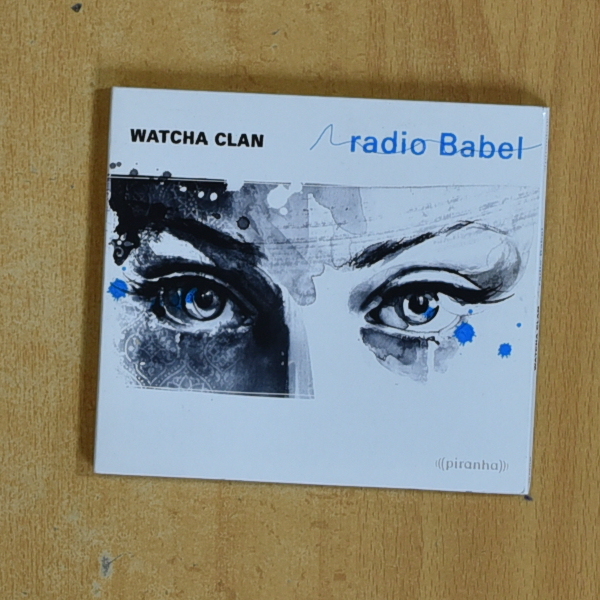 WATCHA CLAN
radio Babel
((piranha))